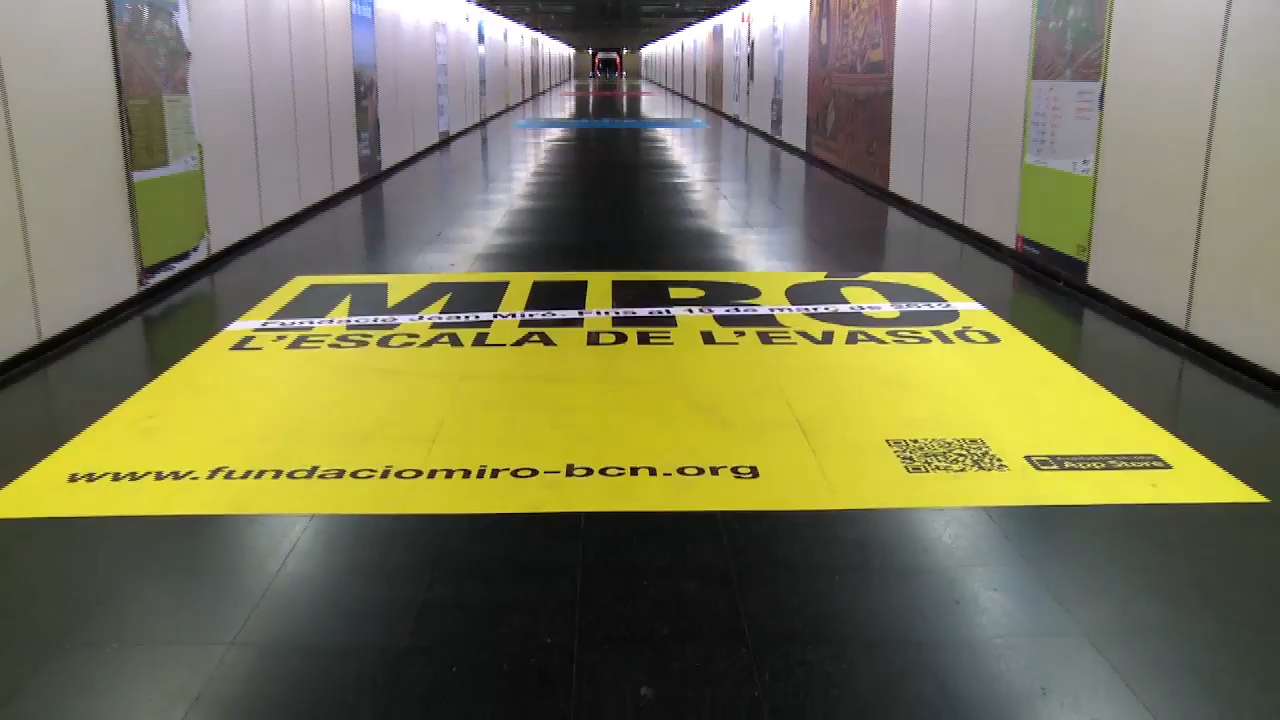 MIRÓ
Fundació Joan Miró. Fins al 18 de març de 2012
L'ESCALA DE L'EVASIÓ
www.fundaciomiro-bcn.org
App Store